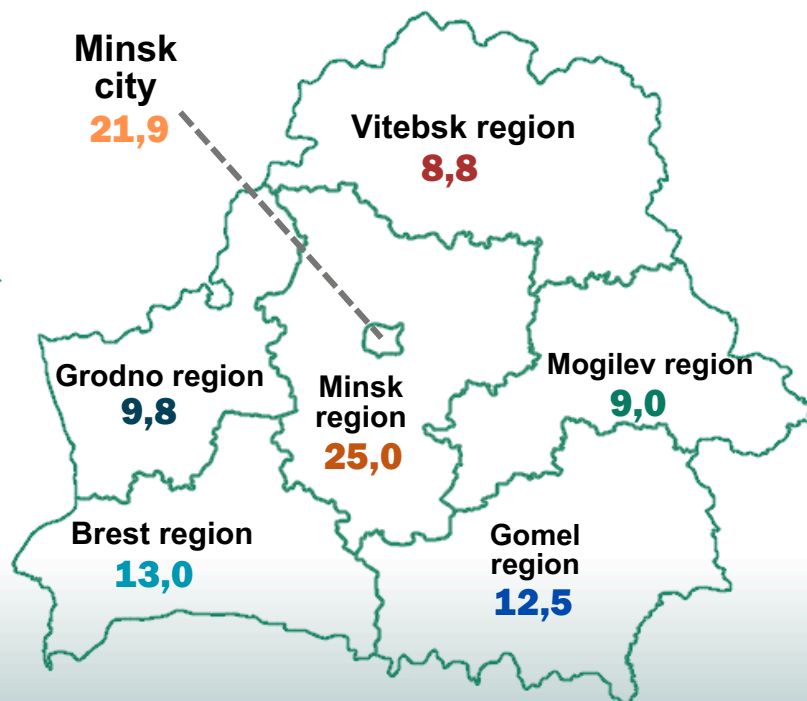 Minsk
city
21,9
Vitebsk region
8,8
Grodno region
9,8
Minsk
region
25,0
Mogilev region
9,0
Brest region
13,0
Gomel
region
12,5